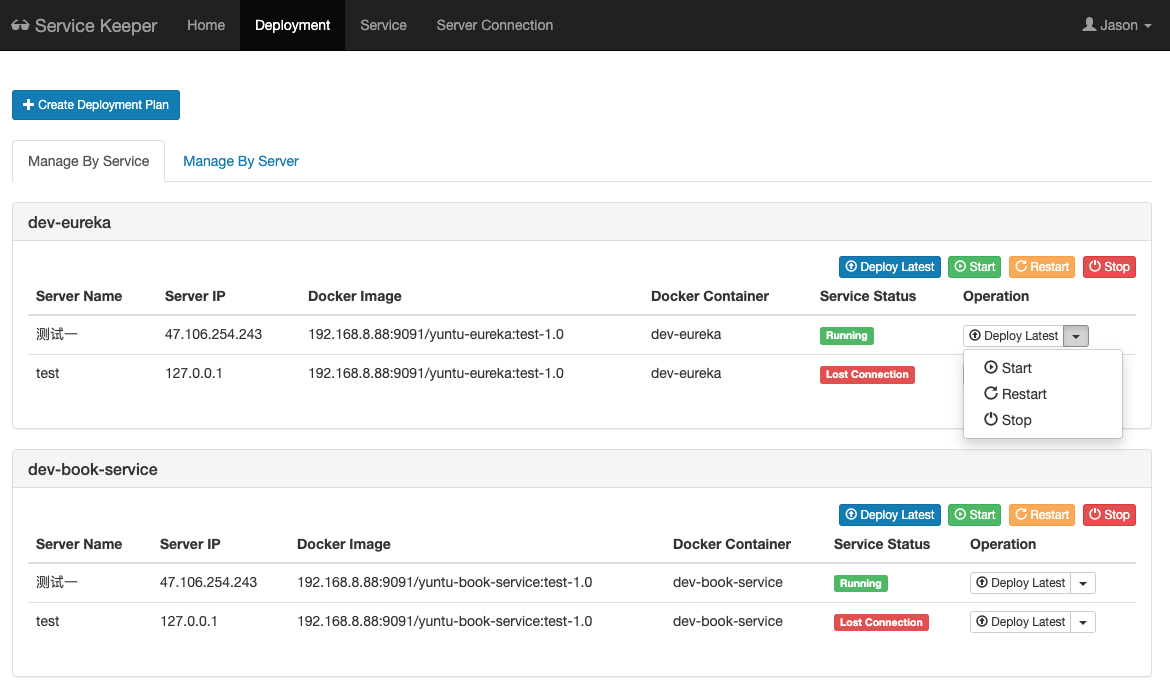 Service Keeper Home Deployment Service Server Connection Jason
Create Deployment Plan
Manage By Service Manage By Server
dev-eureka
Deploy Latest Start Restart Stop
Server Name Server IP Docker Image Docker Container Service Status Operation
测试一 47.106.254.243 192.168.8.88:9091/yuntu-eureka:test-1.0 dev-eureka Running Deploy Latest
test 127.0.0.1 192.168.8.88:9091/yuntu-eureka:test-1.0 dev-eureka Lost Connection
Start
Restart
Stop
dev-book-service
Deploy Latest Start Restart Stop
Server Name Server IP Docker Image Docker Container Service Status Operation
测试一 47.106.254.243 192.168.8.88:9091/yuntu-book-service:test-1.0 dev-book-service Running Deploy Latest
test 127.0.0.1 192.168.8.88:9091/yuntu-book-service:test-1.0 dev-book-service Lost Connection Deploy Latest